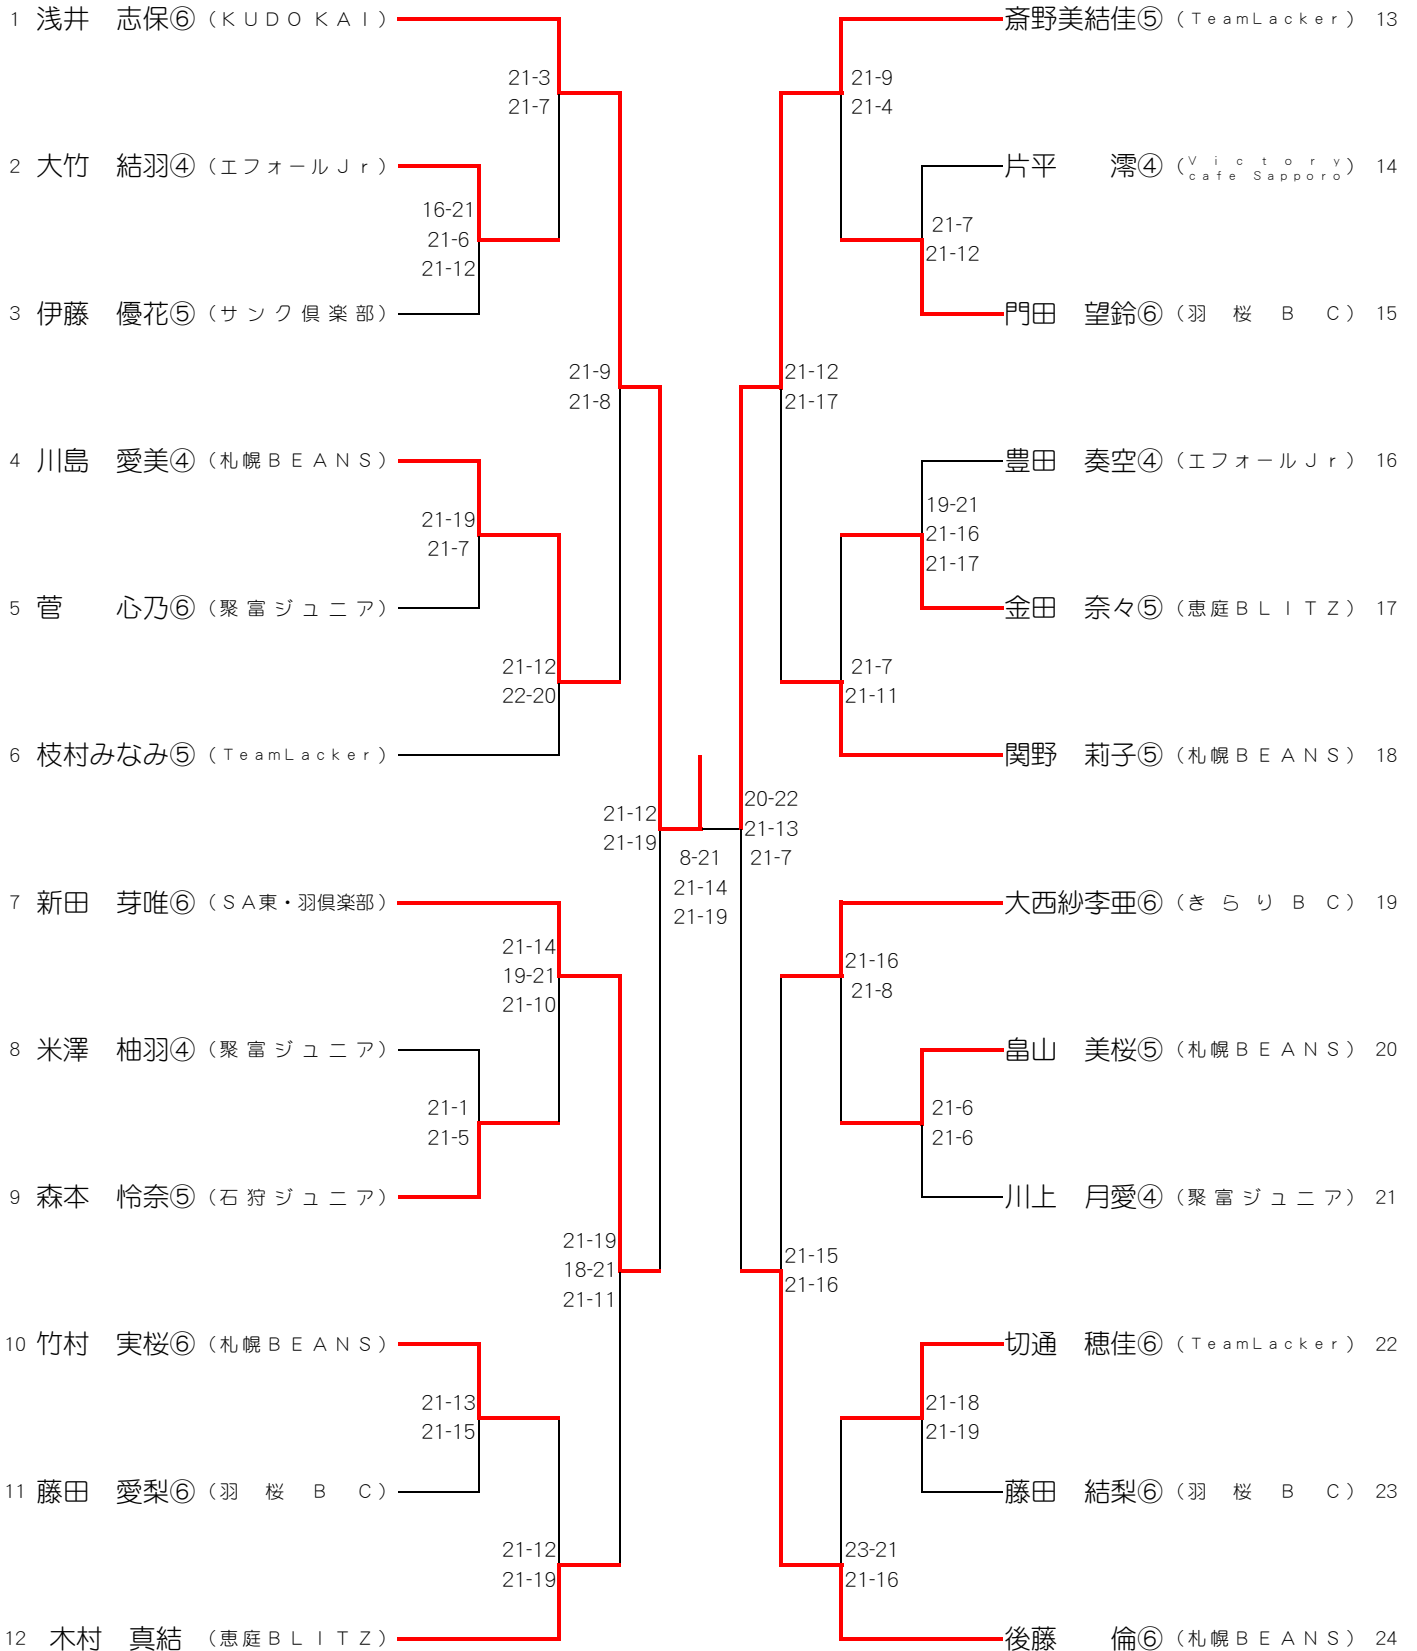 1 浅井　志保⑥ （ＫＵＤＯＫＡＩ）
21-3
21-7
2 大竹　結羽④ （エフォールＪｒ）
16-21
21-6
21-12
3 伊藤　優花⑤ （サンク倶楽部）
21-9
21-8
4 川島　愛美④ （札幌ＢＥＡＮＳ）
21-19
21-7
5 菅　　心乃⑥ （聚富ジュニア）
21-12
22-20
6 枝村みなみ⑤ （ＴｅａｍＬａｃｋｅｒ）
21-12
21-19
7 新田　芽唯⑥ （ＳＡ東・羽倶楽部）
21-14
19-21
21-10
8 米澤　柚羽④ （聚富ジュニア）
21-1
21-5
9 森本　怜奈⑤ （石狩ジュニア）
21-19
18-21
21-11
10 竹村　実桜⑥ （札幌ＢＥＡＮＳ）
21-13
21-15
11 藤田　愛梨⑥ （羽桜ＢＣ）
21-12
21-19
12 木村　真結 （恵庭ＢＬＩＴＺ）
8-21
21-14
21-19
斎野美結佳⑤ （ＴｅａｍＬａｃｋｅｒ） 13
21-9
21-4
片平　　澪④ （Ｖｉｃｔｏｒｙ
ｃａｆｅ Ｓａｐｐｏｒｏ） 14
21-7
21-12
門田　望鈴⑥ （羽桜ＢＣ） 15
21-12
21-17
豊田　奏空④ （エフォールＪｒ） 16
19-21
21-16
21-17
金田　奈々⑤ （恵庭ＢＬＩＴＺ） 17
21-7
21-11
関野　莉子⑤ （札幌ＢＥＡＮＳ） 18
20-22
21-13
21-7
大西紗李亜⑥ （きらりＢＣ） 19
21-16
21-8
畠山　美桜⑤ （札幌ＢＥＡＮＳ） 20
21-6
21-6
川上　月愛④ （聚富ジュニア） 21
21-15
21-16
切通　穂佳⑥ （ＴｅａｍＬａｃｋｅｒ） 22
21-18
21-19
藤田　結梨⑥ （羽桜ＢＣ） 23
23-21
21-16
後藤　　倫⑥ （札幌ＢＥＡＮＳ） 24